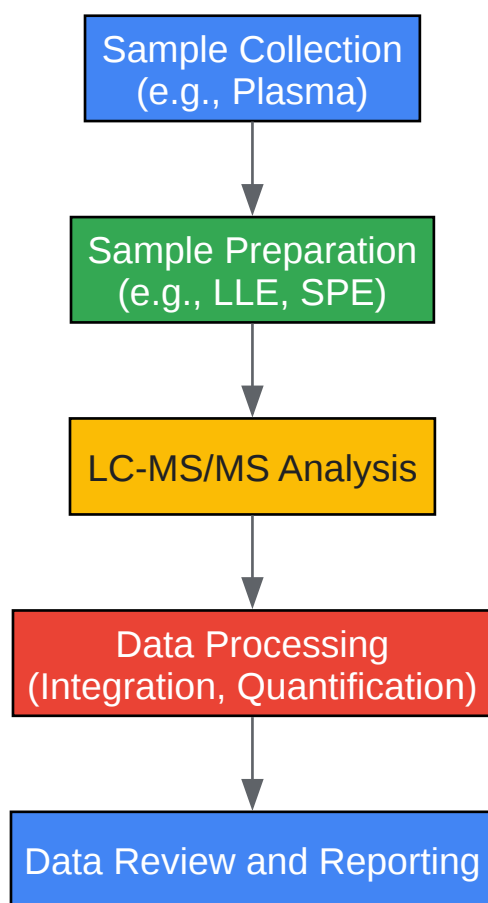 Sample Collection
(e.g., Plasma)
Sample Preparation
(e.g., LLE, SPE)
LC-MS/MS Analysis
Data Processing
(Integration, Quantification)
Data Review and Reporting